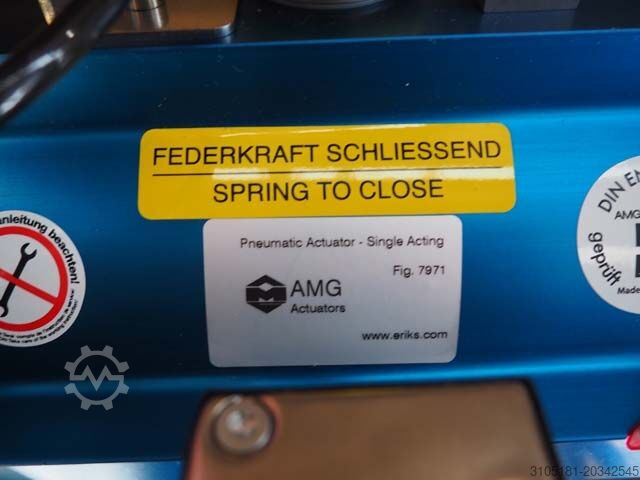 FEDERKRAFT SCHLIESSEND
SPRING TO CLOSE
Pneumatic Actuator - Single Acting
Fig. 7971
AMG
Actuators
www.eriks.com
anleitung beachten!
DIN EN
AMG
geprüft
Made
3105181-20342545